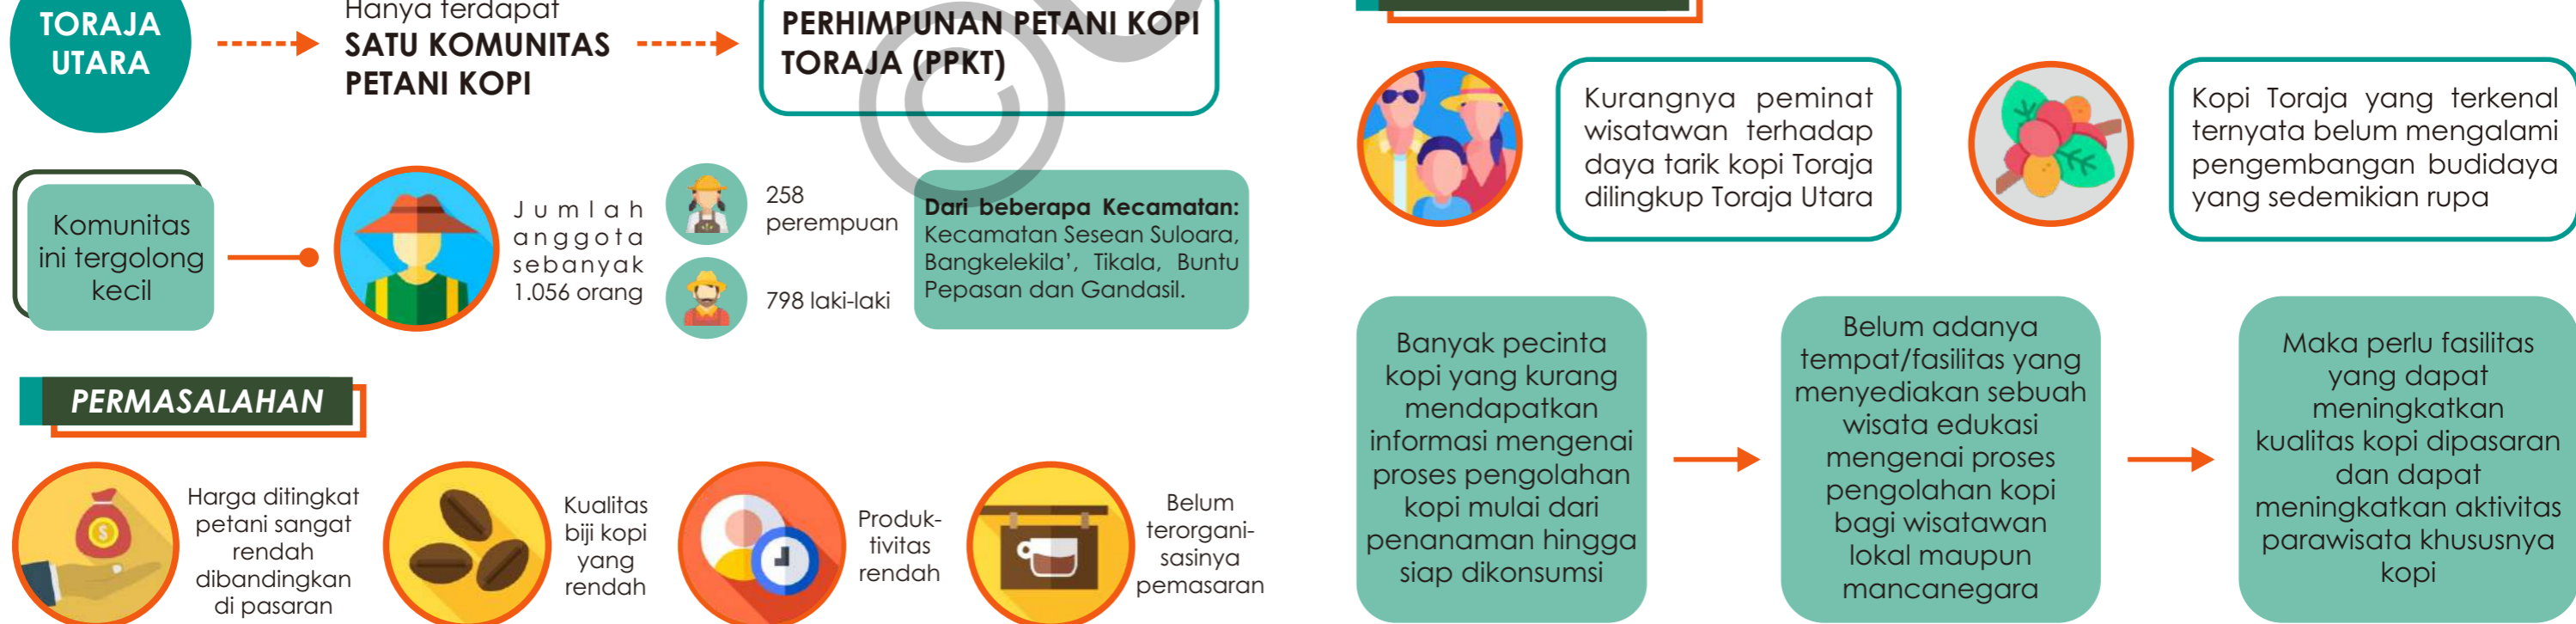 TORAJA
UTARA
Hanya terdapat
SATU KOMUNITAS
PETANI KOPI
PERHIMPUNAN PETANI KOPI
TORAJA (PPKT)
Komunitas
ini tergolong
kecil
Jumlah
anggota
sebanyak
1.056 orang
258
perempuan
798 laki-laki
Dari beberapa Kecamatan:
Kecamatan Sesean Suloara,
Bangkelekila', Tikala, Buntu
Pepasan dan Gandasil.
PERMASALAHAN
Harga ditingkat
petani sangat
rendah
dibandingkan
di pasaran
Kualitas
biji kopi
yang
rendah
Produk-
tivitas
rendah
Belum
terorgani-
sasinya
pemasaran
Kurangnya peminat
wisatawan terhadap
daya tarik kopi Toraja
dilingkup Toraja Utara
Kopi Toraja yang terkenal
ternyata belum mengalami
pengembangan budidaya
yang sedemikian rupa
Banyak pecinta
kopi yang kurang
mendapatkan
informasi mengenai
proses pengolahan
kopi mulai dari
penanaman hingga
siap dikonsumsi
Belum adanya
tempat/fasilitas yang
menyediakan sebuah
wisata edukasi
mengenai proses
pengolahan kopi
bagi wisatawan
lokal maupun
mancanegara
Maka perlu fasilitas
yang dapat
meningkatkan
kualitas kopi dipasaran
dan dapat
meningkatkan aktivitas
parawisata khususnya
kopi